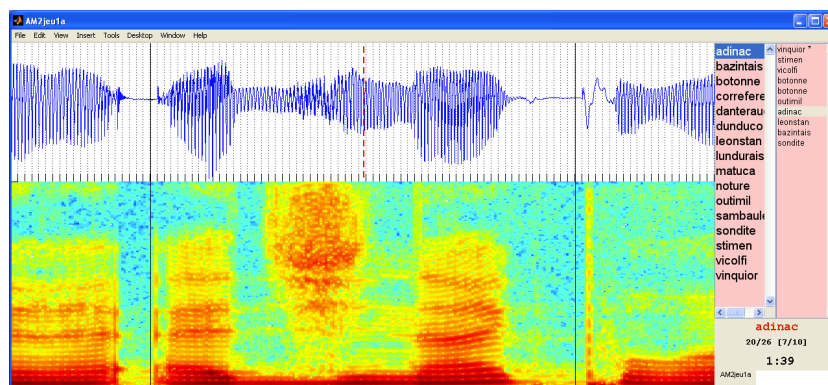 AM2jeu1a
File Edit View Insert Tools Desktop Window Help
adinac
bazintais
botonne
correfere
danterau
dunduco
leonstan
lundurais
matuca
noture
outimil
sambaule
sondite
stimen
vicolfi
vinquior
vinquior *
stimen
vicolfi
botonne
botonne
outimil
adinac
leonstan
bazintais
sondite
adinac
20/26 [7/10]
1:39
AM2jeu1a